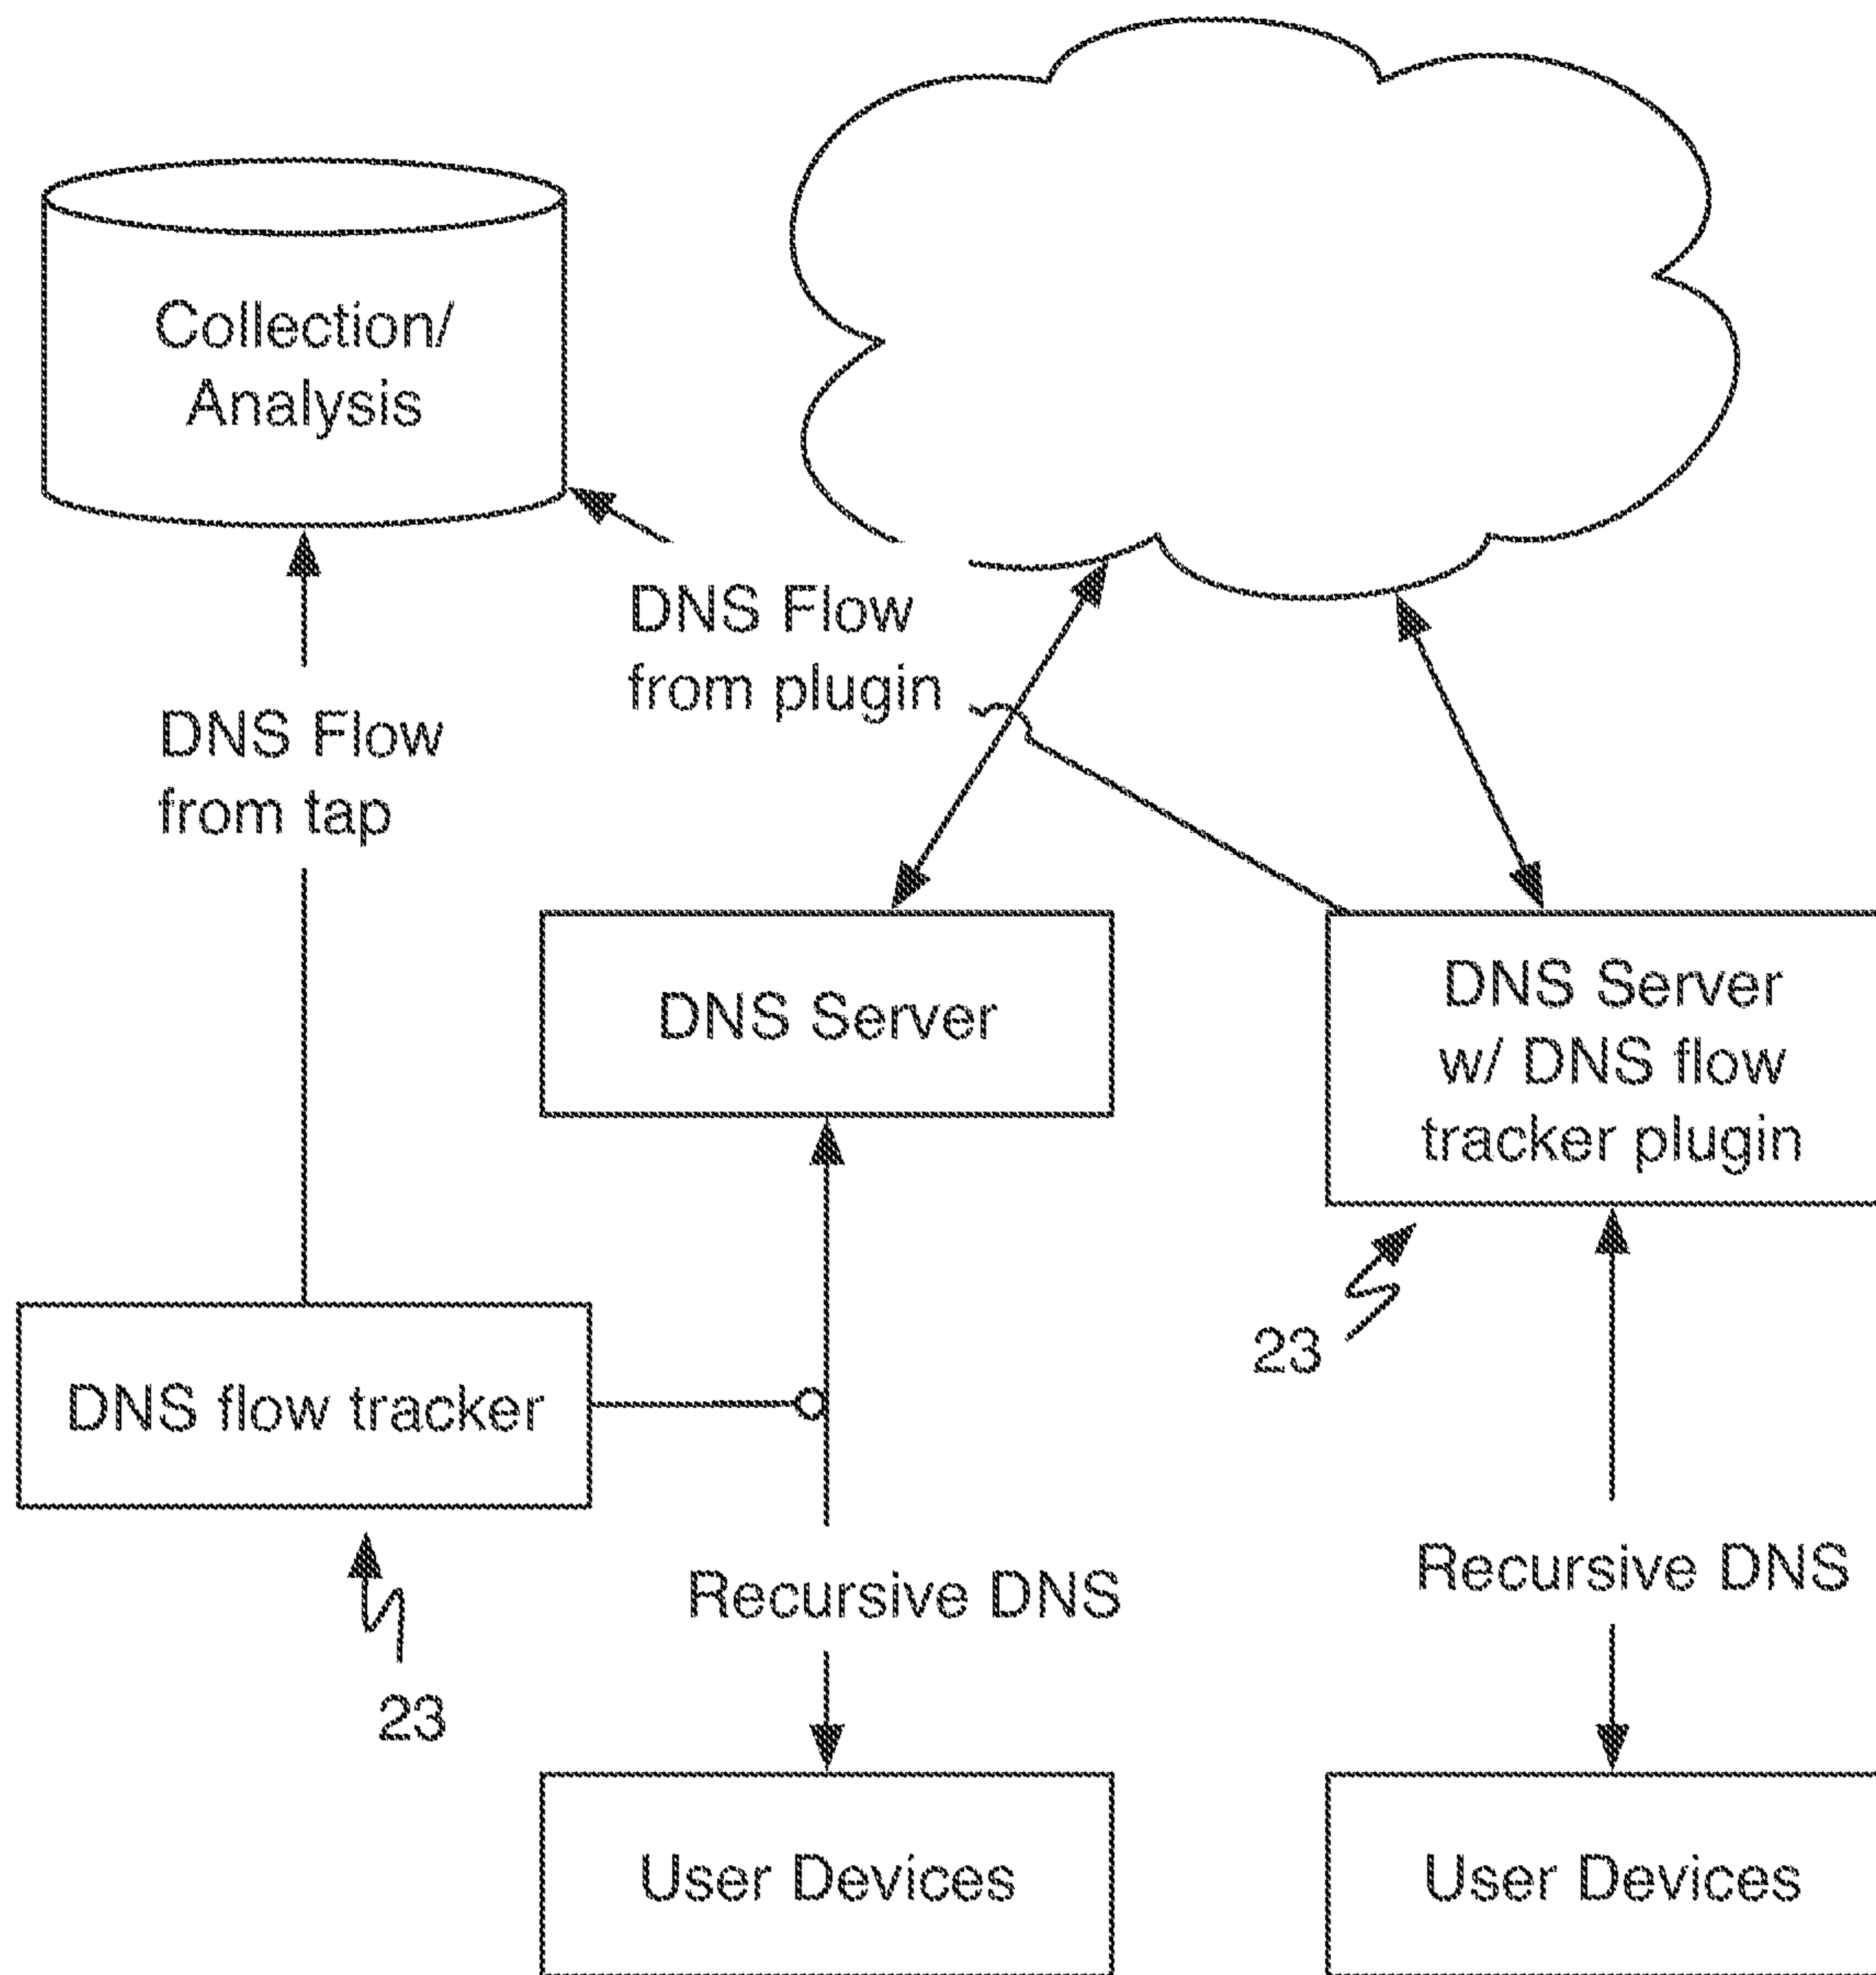 Collection/
Analysis
DNS Flow
from plugin
DNS Flow
from tap
DNS Server
DNS Server
w/ DNS flow
tracker plugin
23
DNS flow tracker
Recursive DNS
Recursive DNS
23
User Devices
User Devices